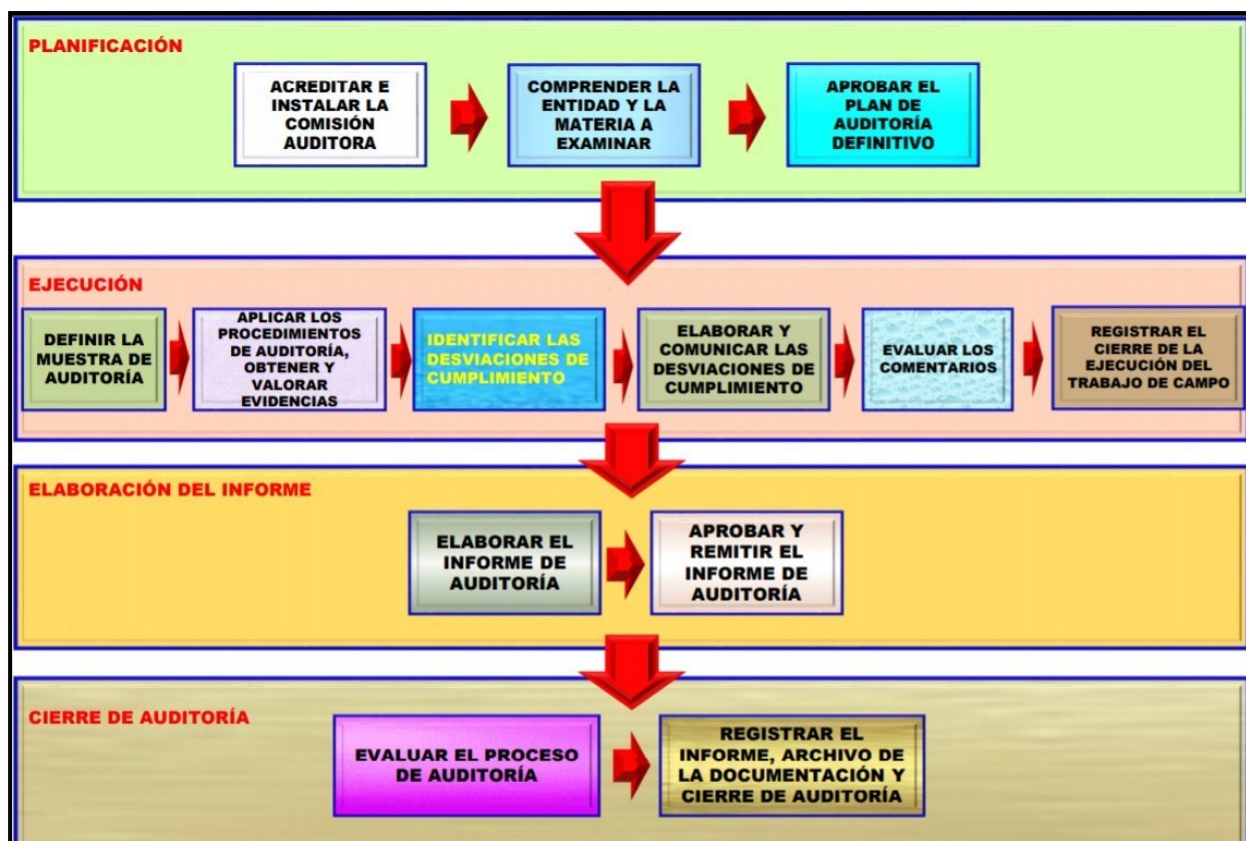 PLANIFICACIÓN
ACREDITAR E
INSTALAR LA
COMISIÓN
AUDITORA
COMPRENDER LA
ENTIDAD Y LA
MATERIA A
EXAMINAR
APROBAR EL
PLAN DE
AUDITORÍA
DEFINITIVO
EJECUCIÓN
DEFINIR LA
MUESTRA DE
AUDITORÍA
APLICAR LOS
PROCEDIMIENTOS
DE AUDITORÍA,
OBTENER Y
VALORAR
EVIDENCIAS
IDENTIFICAR LAS
DESVIACIONES DE
CUMPLIMIENTO
ELABORAR Y
COMUNICAR LAS
DESVIACIONES DE
CUMPLIMIENTO
EVALUAR LOS
COMENTARIOS
REGISTRAR EL
CIERRE DE LA
EJECUCIÓN DEL
TRABAJO DE CAMPO
ELABORACIÓN DEL INFORME
ELABORAR EL
INFORME DE
AUDITORÍA
APROBAR Y
REMITIR EL
INFORME DE
AUDITORÍA
CIERRE DE AUDITORÍA
EVALUAR EL PROCESO
DE AUDITORÍA
REGISTRAR EL
INFORME, ARCHIVO DE
LA DOCUMENTACIÓN Y
CIERRE DE AUDITORÍA